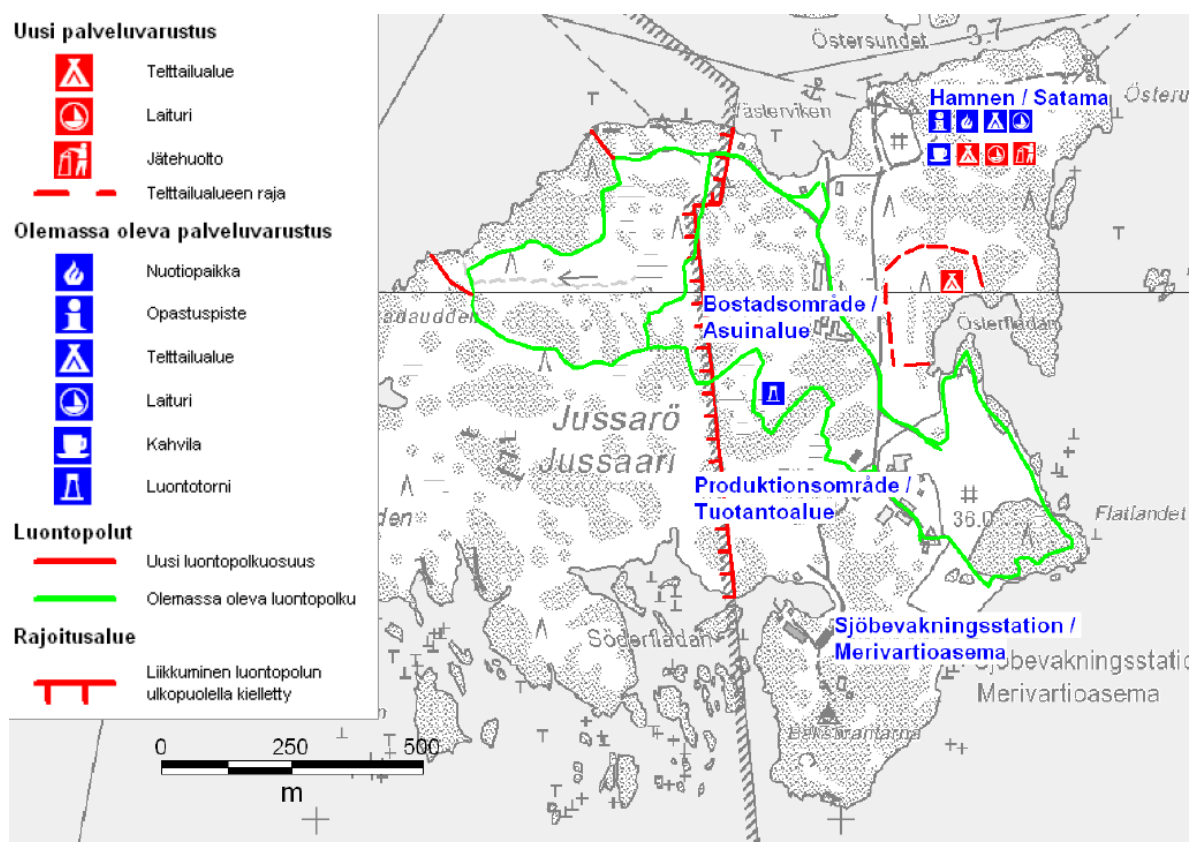 Uusi palveluvarustus
Telttailualue
Laituri
Jätehuolto
Telttailualueen raja
Olemassa oleva palveluvarustus
Nuotiopaikka
Opastuspiste
Telttailualue
Laituri
Kahvila
Luontotorni
Luontopolut
Uusi luontopolkuosuus
Olemassa oleva luontopolku
Rajoitusalue
Liikkuminen luontopolun
ulkopuolella kielletty
0 250 500
m
Östersundet
3.7
Hamnen / Satama
Västerviken
Bostadsområde /
Asuinalue
Österfladan
Jussarö
Jussaari
Produktionsområde /
Tuotantoalue
36.0
Flatlandet
Söderfladan
Sjöbevakningsstation /
Merivartioasema
Sjöbevakningsstatio
Merivartioasema